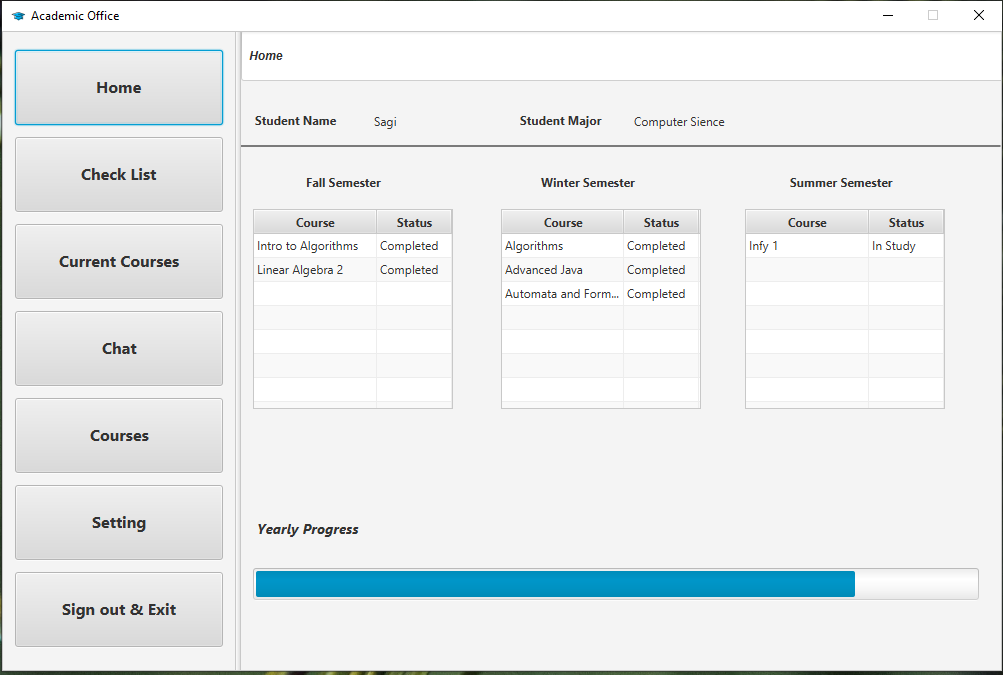 Academic Office
Home
Check List
Current Courses
Chat
Courses
Setting
Sign out & Exit
Home
Student Name Sagi Student Major Computer Sience
Fall Semester
Course Status
Intro to Algorithms Completed
Linear Algebra 2 Completed
Winter Semester
Course Status
Algorithms Completed
Advanced Java Completed
Automata and Form... Completed
Summer Semester
Course Status
Infy 1 In Study
Yearly Progress